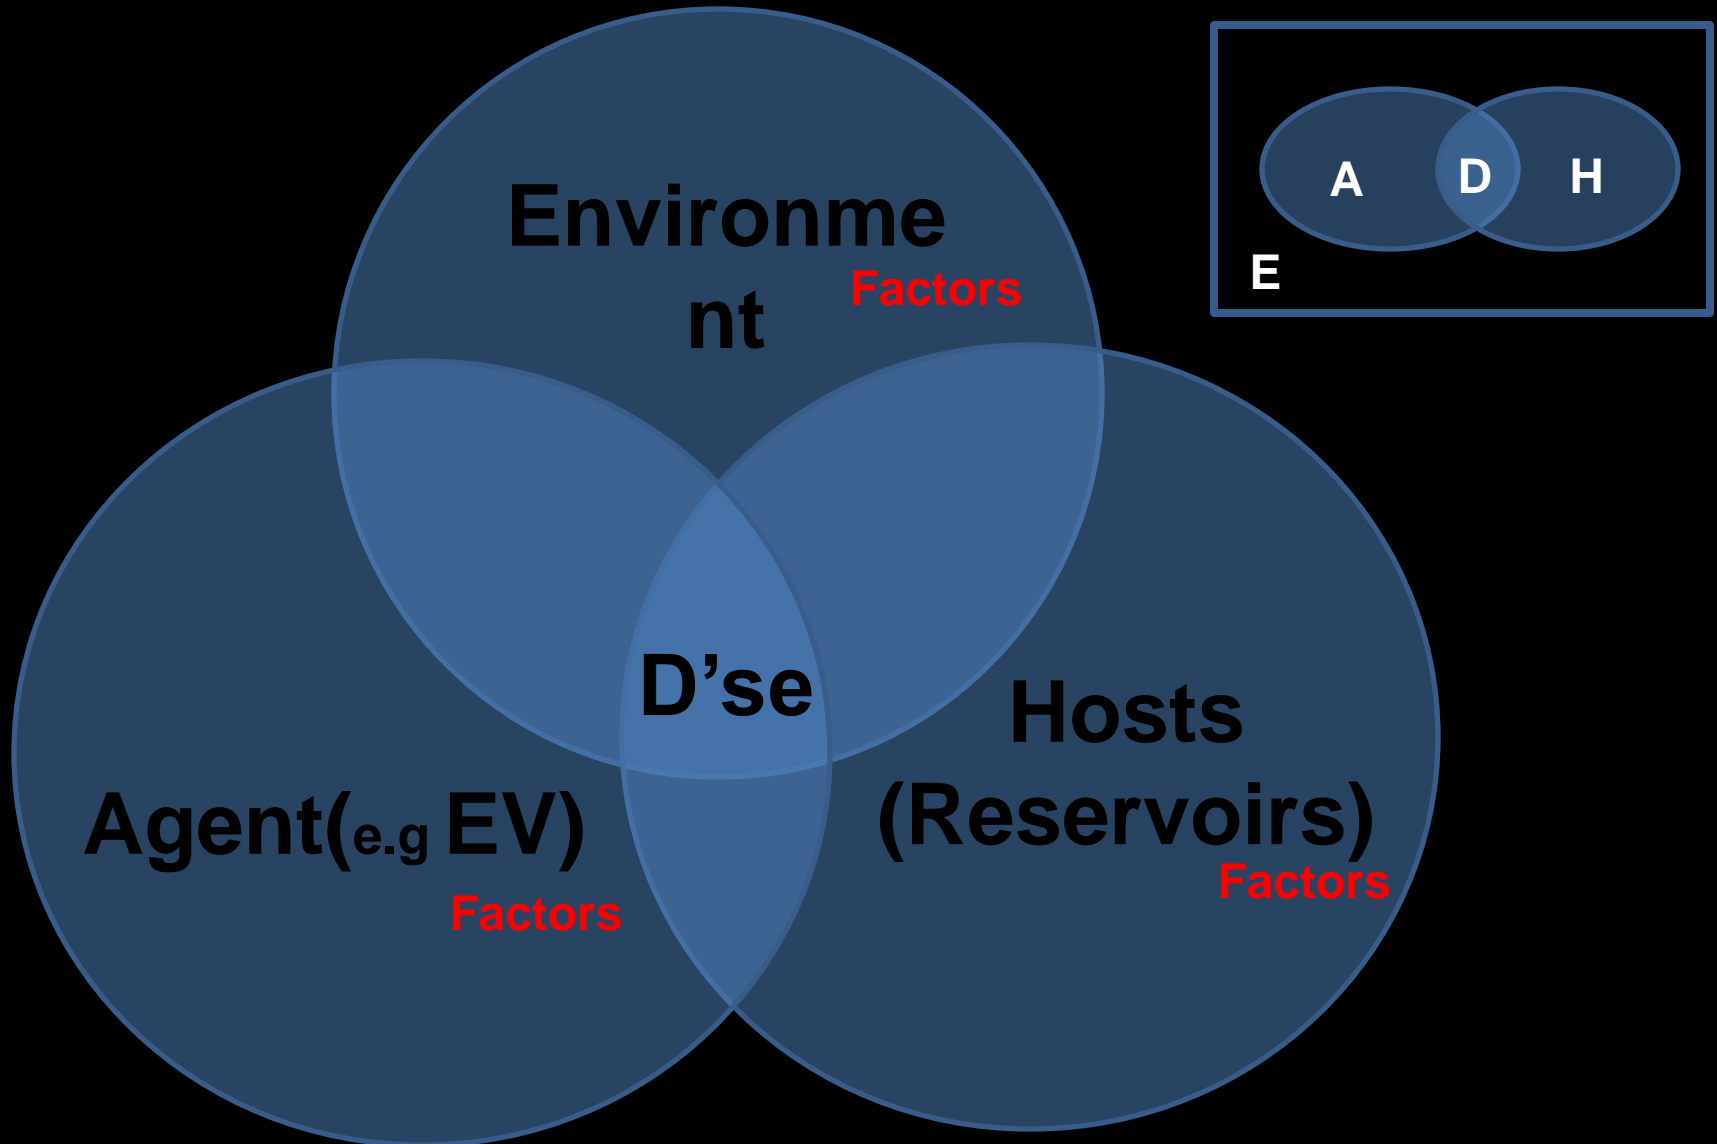 Environme
nt
Factors
D’se
Hosts
(Reservoirs)
Factors
Agent(e.g EV)
Factors
A
D
H
E